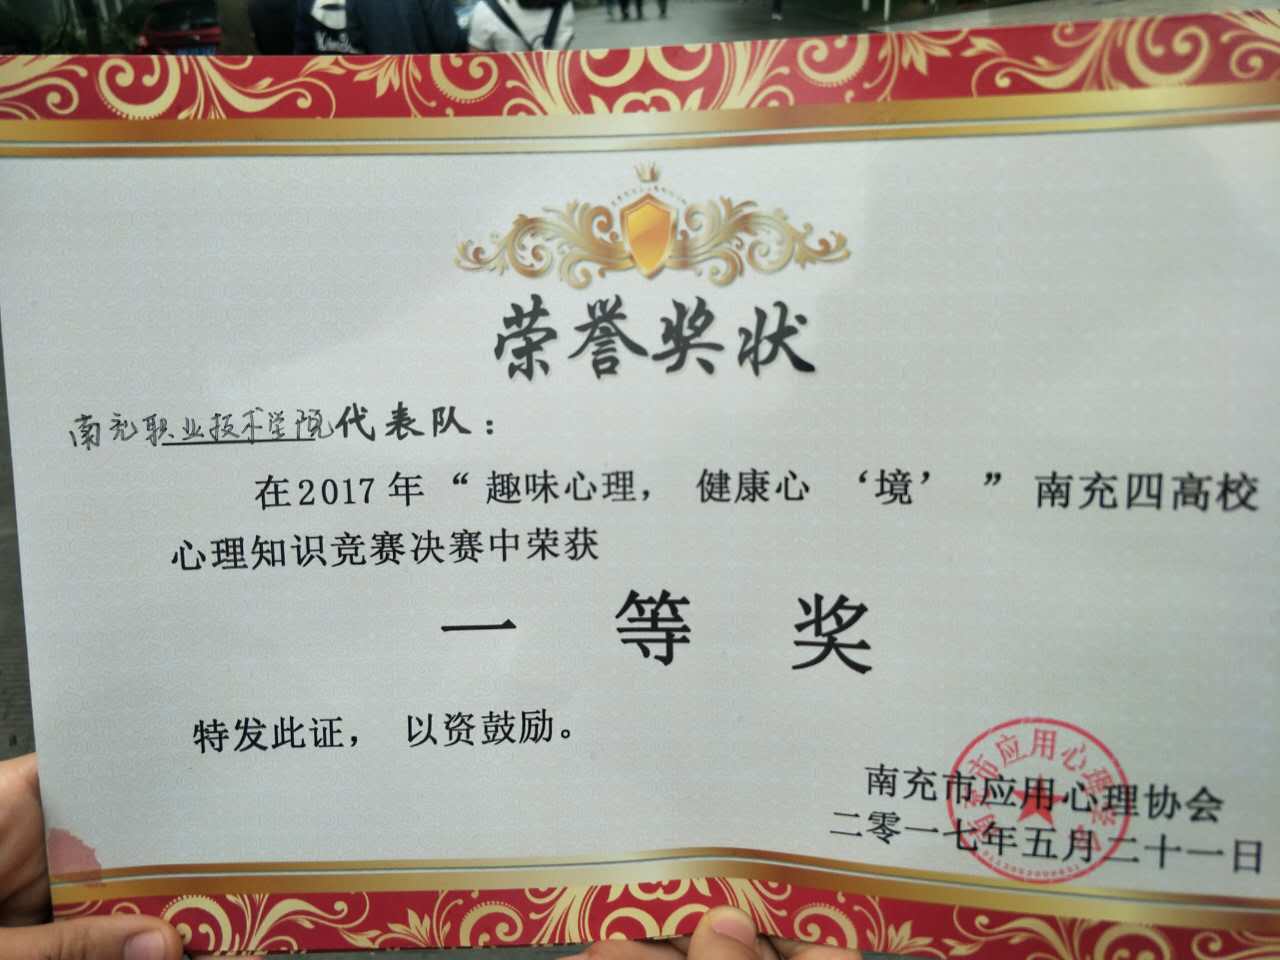 荣誉奖状
南充职业技术学院代表队：
在2017年“趣味心理， 健康心 ‘境’ ”南充四高校
心理知识竞赛决赛中荣获
一 等 奖
特发此证， 以资鼓励。
南充市应用心理协会
二零一七年五月二十一日